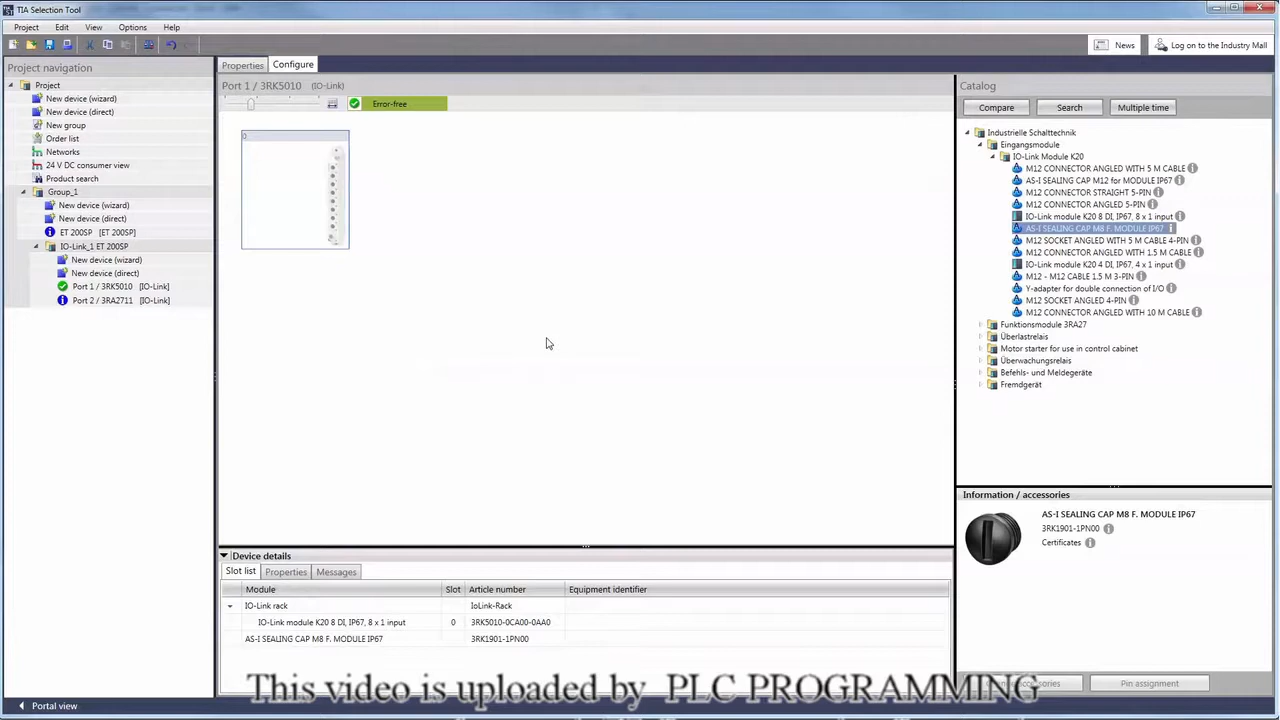 TIA Selection Tool
Project Edit View Options Help
News Log on to the Industry Mall
Project navigation
Project
New device (wizard)
New device (direct)
New group
Order list
Networks
24 V DC consumer view
Product search
Group_1
New device (wizard)
New device (direct)
ET 200SP [ET 200SP]
IO-Link_1 ET 200SP
New device (wizard)
New device (direct)
Port 1 / 3RK5010 [IO-Link]
Port 2 / 3RA2711 [IO-Link]
Properties Configure
Port 1 / 3RK5010 (IO-Link)
Error-free
0
Catalog
Compare Search Multiple time
Industrielle Schalttechnik
Eingangsmodule
IO-Link Module K20
M12 CONNECTOR ANGLED WITH 5 M CABLE
AS-I SEALING CAP M12 for MODULE IP67
M12 CONNECTOR STRAIGHT 5-PIN
M12 CONNECTOR ANGLED 5-PIN
IO-Link module K20 8 DI, IP67, 8 x 1 input
AS-I SEALING CAP M8 F. MODULE IP67
M12 SOCKET ANGLED WITH 5 M CABLE 4-PIN
M12 CONNECTOR ANGLED WITH 1.5 M CABLE
IO-Link module K20 4 DI, IP67, 4 x 1 input
M12 - M12 CABLE 1.5 M 3-PIN
Y-adapter for double connection of I/O
M12 SOCKET ANGLED 4-PIN
M12 CONNECTOR ANGLED WITH 10 M CABLE
Funktionsmodule 3RA27
Überlastrelais
Motor starter for use in control cabinet
Überwachungsrelais
Befehls- und Meldegeräte
Fremdgerät
Information / accessories
AS-I SEALING CAP M8 F. MODULE IP67
3RK1901-1PN00
Certificates
Pin assignment
Device details
Slot list Properties Messages
Module Slot Article number Equipment identifier
IO-Link rack IoLink-Rack
IO-Link module K20 8 DI, IP67, 8 x 1 input 0 3RK5010-0CA00-0AA0
AS-I SEALING CAP M8 F. MODULE IP67 3RK1901-1PN00
This video is uploaded by PLC PROGRAMMING
Portal view